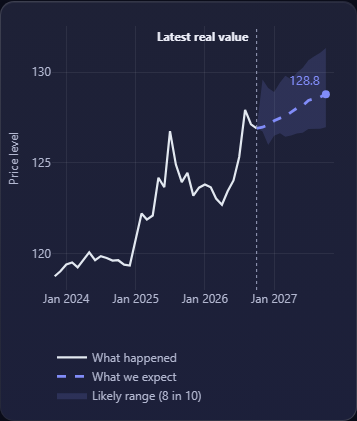 Latest real value
130
128.8
125
120
Price level
Jan 2024
Jan 2025
Jan 2026
Jan 2027
What happened
What we expect
Likely range (8 in 10)